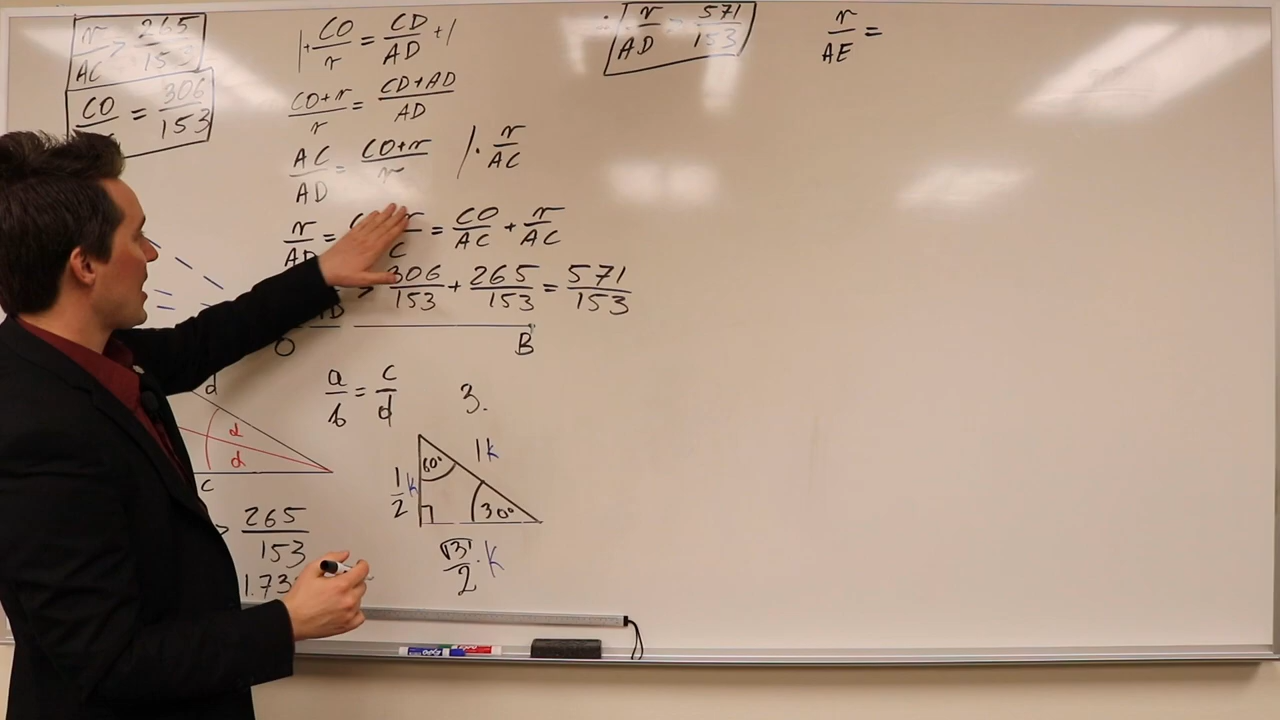 r/AC > 265/153
CO = 306/153
1 + CO/r = CD/AD + 1
CO+r/r = CD+AD/AD
AC/AD = CO+r/r /· r/AC
r/AD = = CO/AC + r/AC
> 306/153 + 265/153 = 571/153
O B
a/b = c/d
3.
d
α
α
c
> 265/153
1.73
60°
1k
1/2 k
30°
√3/2 · k
∴ r/AD > 571/153
r/AE =
EXPO